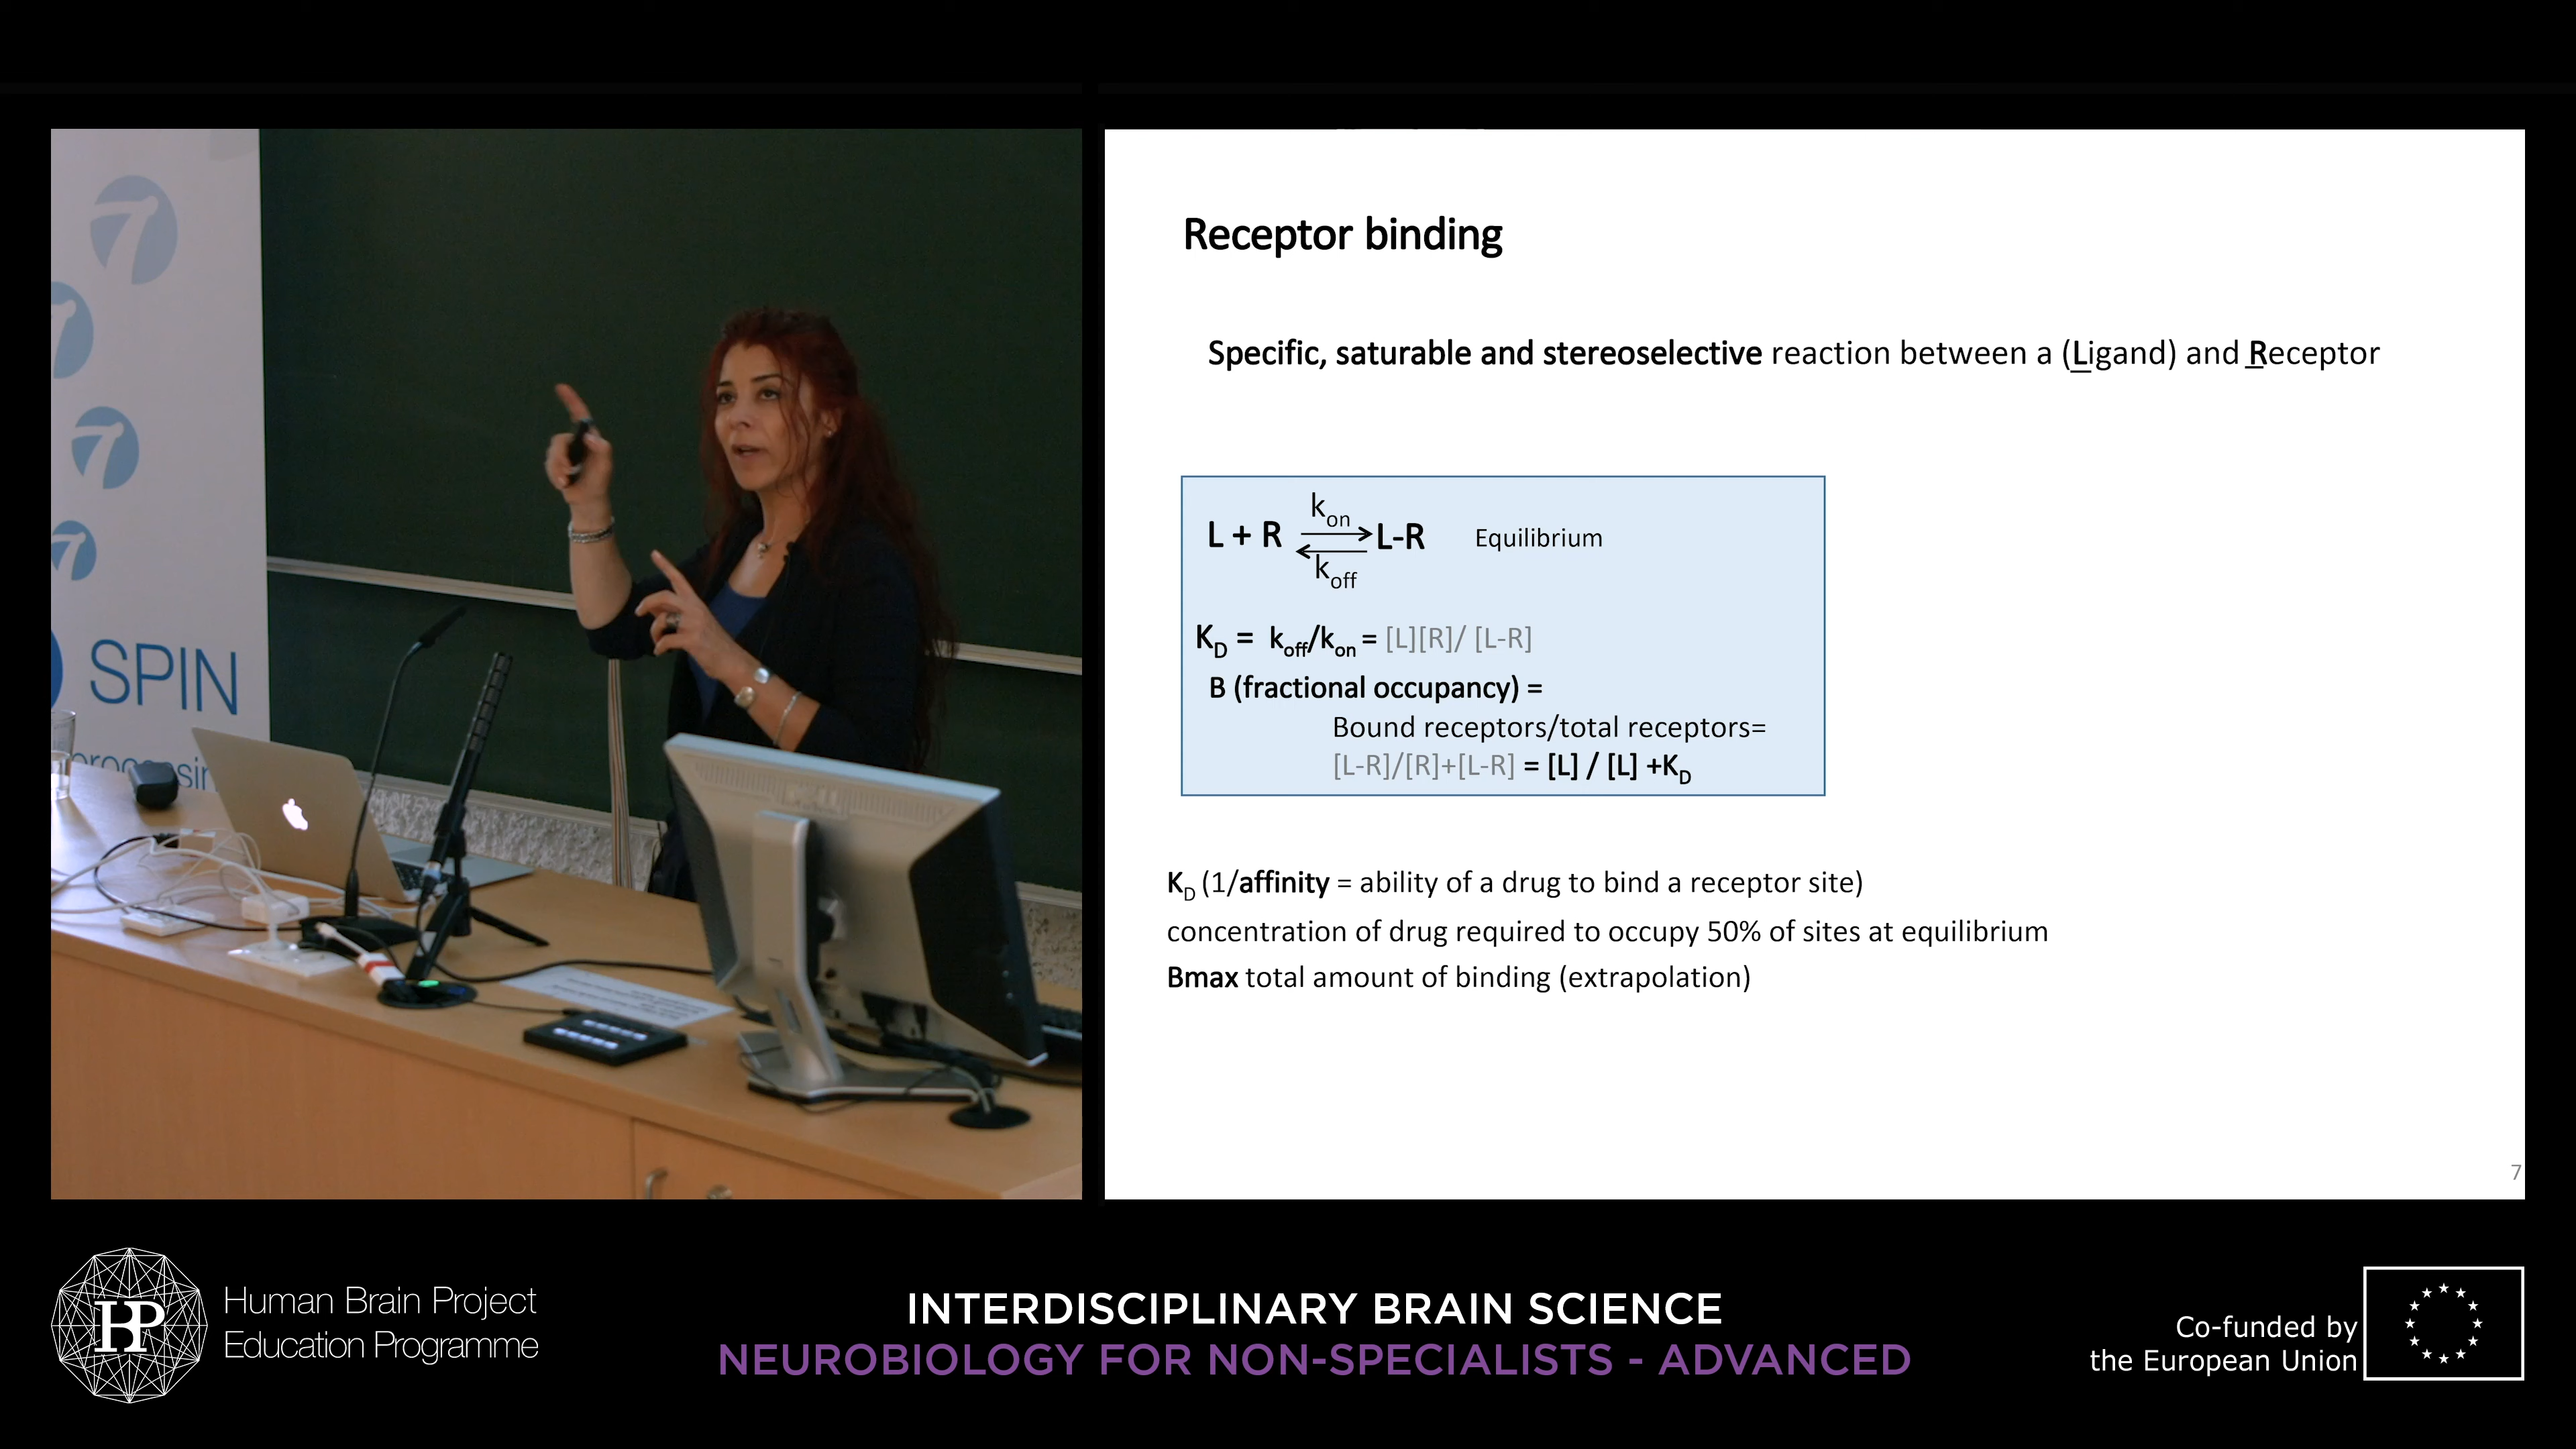 SPIN
Receptor binding
Specific, saturable and stereoselective reaction between a (Ligand) and Receptor
kon
L + R L-R Equilibrium
koff
KD = koff/kon = [L][R]/ [L-R]
B (fractional occupancy) =
Bound receptors/total receptors=
[L-R]/[R]+[L-R] = [L] / [L] +KD
KD (1/affinity = ability of a drug to bind a receptor site)
concentration of drug required to occupy 50% of sites at equilibrium
Bmax total amount of binding (extrapolation)
7
HBP
Human Brain Project
Education Programme
INTERDISCIPLINARY BRAIN SCIENCE
NEUROBIOLOGY FOR NON-SPECIALISTS - ADVANCED
Co-funded by
the European Union